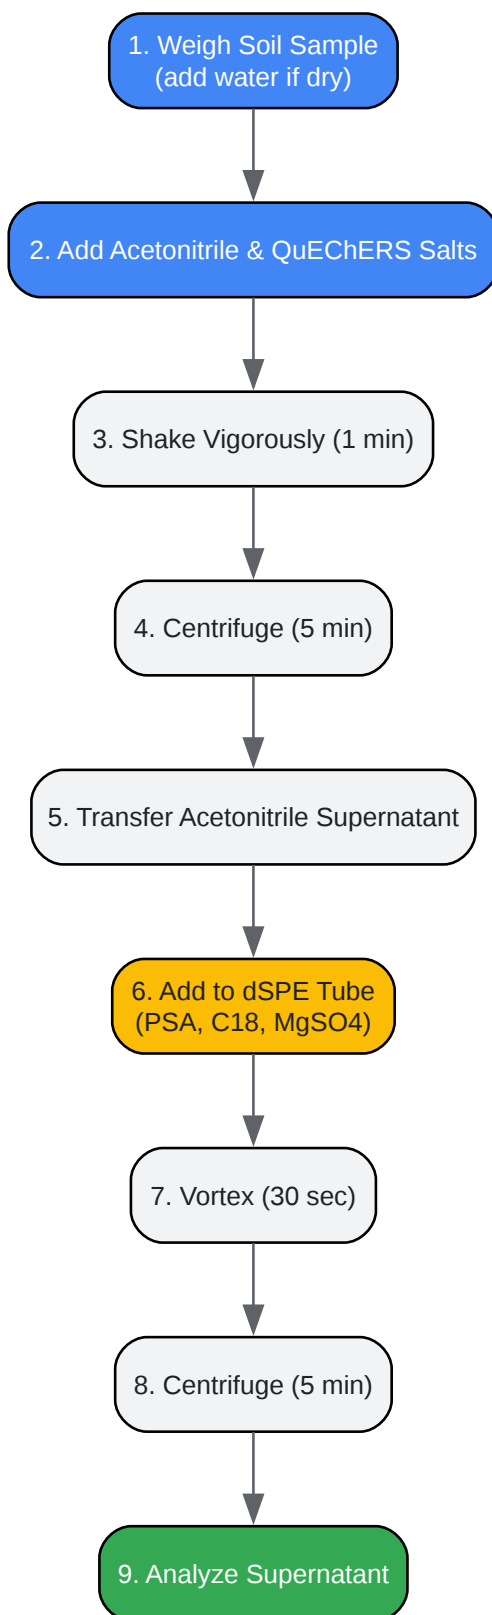 1. Weigh Soil Sample
(add water if dry)
2. Add Acetonitrile & QuEChERS Salts
3. Shake Vigorously (1 min)
4. Centrifuge (5 min)
5. Transfer Acetonitrile Supernatant
6. Add to dSPE Tube
(PSA, C18, MgSO4)
7. Vortex (30 sec)
8. Centrifuge (5 min)
9. Analyze Supernatant